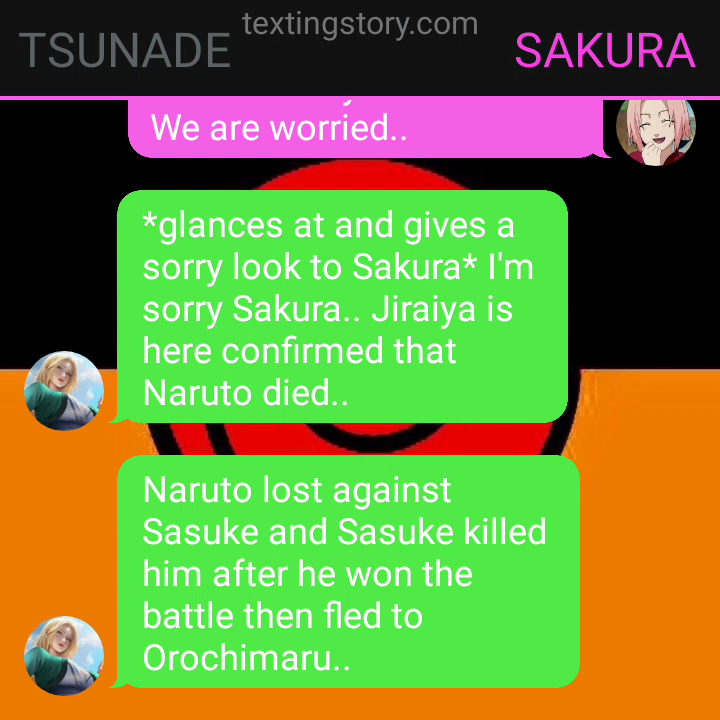 textingstory.com
TSUNADE
SAKURA
We are worried..
*glances at and gives a
sorry look to Sakura* I'm
sorry Sakura.. Jiraiya is
here confirmed that
Naruto died..
Naruto lost against
Sasuke and Sasuke killed
him after he won the
battle then fled to
Orochimaru..